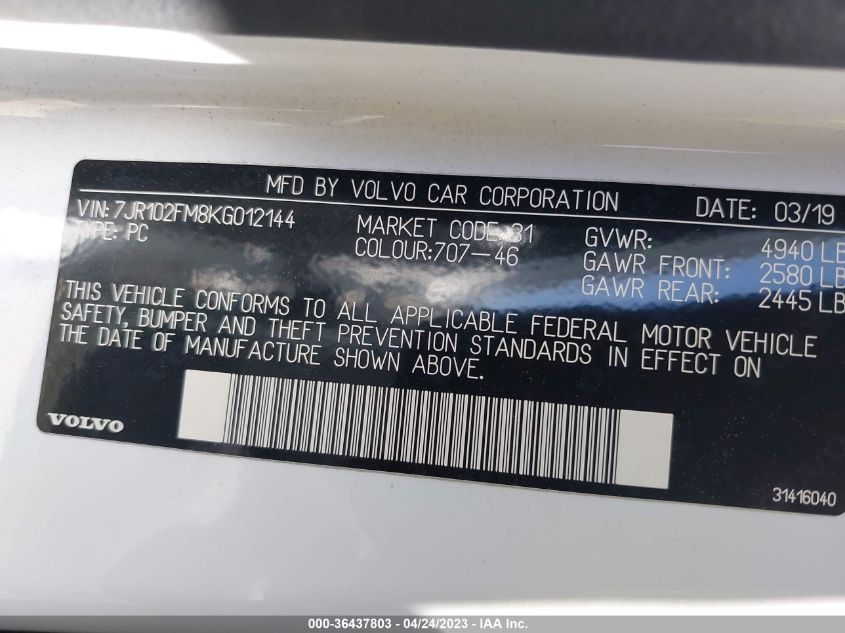 MFD BY VOLVO CAR CORPORATION DATE: 03/19
VIN: 7JR102FM8KG012144
TYPE: PC
MARKET CODE:31
COLOUR:707-46
GVWR: 4940 LB
GAWR FRONT: 2580 LB
GAWR REAR: 2445 LB
THIS VEHICLE CONFORMS TO ALL APPLICABLE FEDERAL MOTOR VEHICLE
SAFETY, BUMPER AND THEFT PREVENTION STANDARDS IN EFFECT ON
THE DATE OF MANUFACTURE SHOWN ABOVE.
VOLVO
31416040
000-36437803 - 04/24/2023 - IAA Inc.